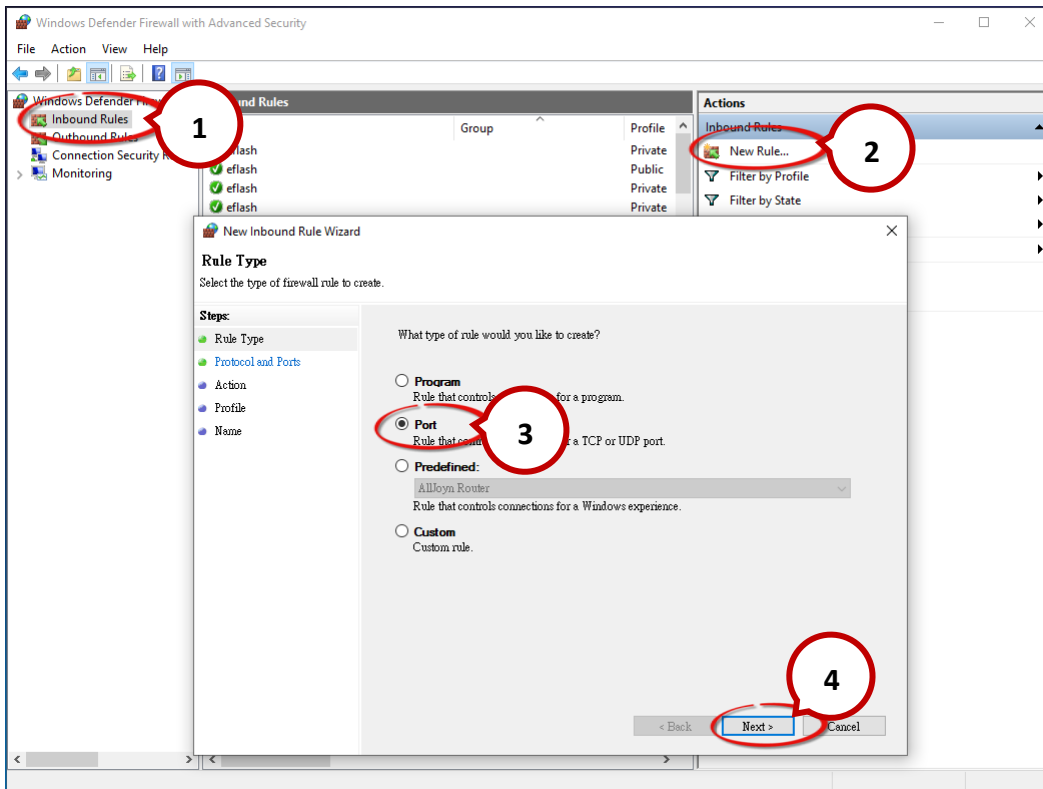 Windows Defender Firewall with Advanced Security
File Action View Help
Windows Defender
Inbound Rules
Outbound Rules
Connection Security
Monitoring
1
Rules
Group Profile
Private
eflash Public
eflash Private
eflash Private
Actions
Inbound Rules
New Rule...
2
Filter by Profile
Filter by State
New Inbound Rule Wizard
Rule Type
Select the type of firewall rule to create.
Steps:
Rule Type
Protocol and Ports
Action
Profile
Name
What type of rule would you like to create?
Program
Rule that controls for a program.
Port
Rule that a TCP or UDP port.
3
Predefined:
AllJoyn Router
Rule that controls connections for a Windows experience.
Custom
Custom rule.
4
< Back Next > Cancel